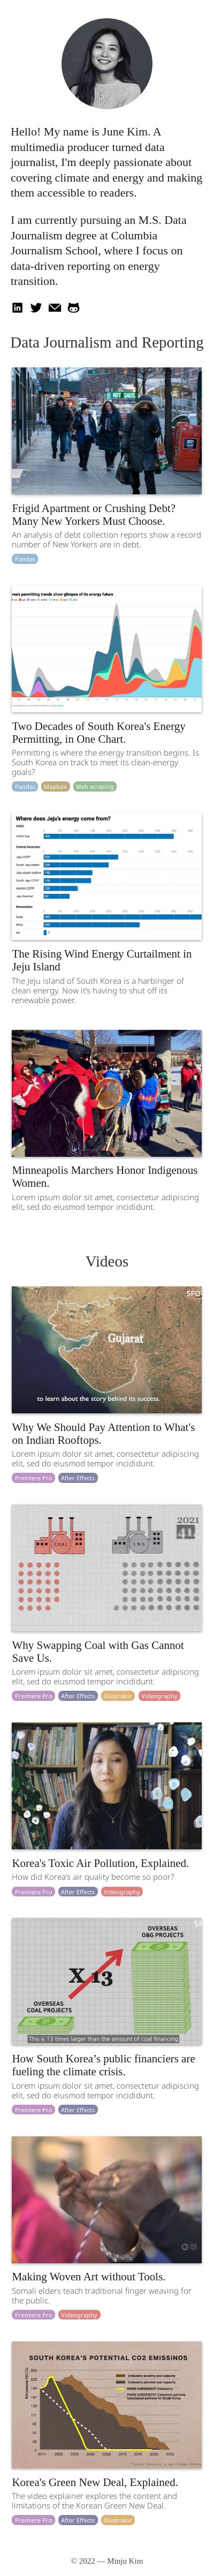 Hello! My name is June Kim. A
multimedia producer turned data
journalist, I'm deeply passionate about
covering climate and energy and making
them accessible to readers.
I am currently pursuing an M.S. Data
Journalism degree at Columbia
Journalism School, where I focus on
data-driven reporting on energy
transition.
Data Journalism and Reporting
Frigid Apartment or Crushing Debt?
Many New Yorkers Must Choose.
An analysis of debt collection reports show a record
number of New Yorkers are in debt.
Pandas
Two Decades of South Korea's Energy
Permitting, in One Chart.
Permitting is where the energy transition begins. Is
South Korea on track to meet its clean-energy
goals?
Pandas Mapbox Web scraping
Where does Jeju's energy come from?
The Rising Wind Energy Curtailment in
Jeju Island
The Jeju island of South Korea is a harbinger of
clean energy. Now it's having to shut off its
renewable power.
Minneapolis Marchers Honor Indigenous
Women.
Lorem ipsum dolor sit amet, consectetur adipiscing
elit, sed do eiusmod tempor incididunt.
Videos
SFO
Gujarat
to learn about the story behind its success.
Why We Should Pay Attention to What's
on Indian Rooftops.
Lorem ipsum dolor sit amet, consectetur adipiscing
elit, sed do eiusmod tempor incididunt.
Premiere Pro After Effects
2021
COAL LNG
Why Swapping Coal with Gas Cannot
Save Us.
Lorem ipsum dolor sit amet, consectetur adipiscing
elit, sed do eiusmod tempor incididunt.
Premiere Pro After Effects Illustrator Videography
Korea's Toxic Air Pollution, Explained.
How did Korea's air quality become so poor?
Premiere Pro After Effects Videography
OVERSEAS
O&G PROJECTS
X 13
OVERSEAS
COAL PROJECTS
This is 13 times larger than the amount of coal financing
How South Korea’s public financiers are
fueling the climate crisis.
Lorem ipsum dolor sit amet, consectetur adipiscing
elit, sed do eiusmod tempor incididunt.
Premiere Pro After Effects
Making Woven Art without Tools.
Somali elders teach traditional finger weaving for
the public.
Premiere Pro Videography
SOUTH KOREA'S POTENTIAL CO2 EMISSINOS
Korea's Green New Deal, Explained.
The video explainer explores the content and
limitations of the Korean Green New Deal.
Premiere Pro After Effects Illustrator
© 2022 — Minju Kim